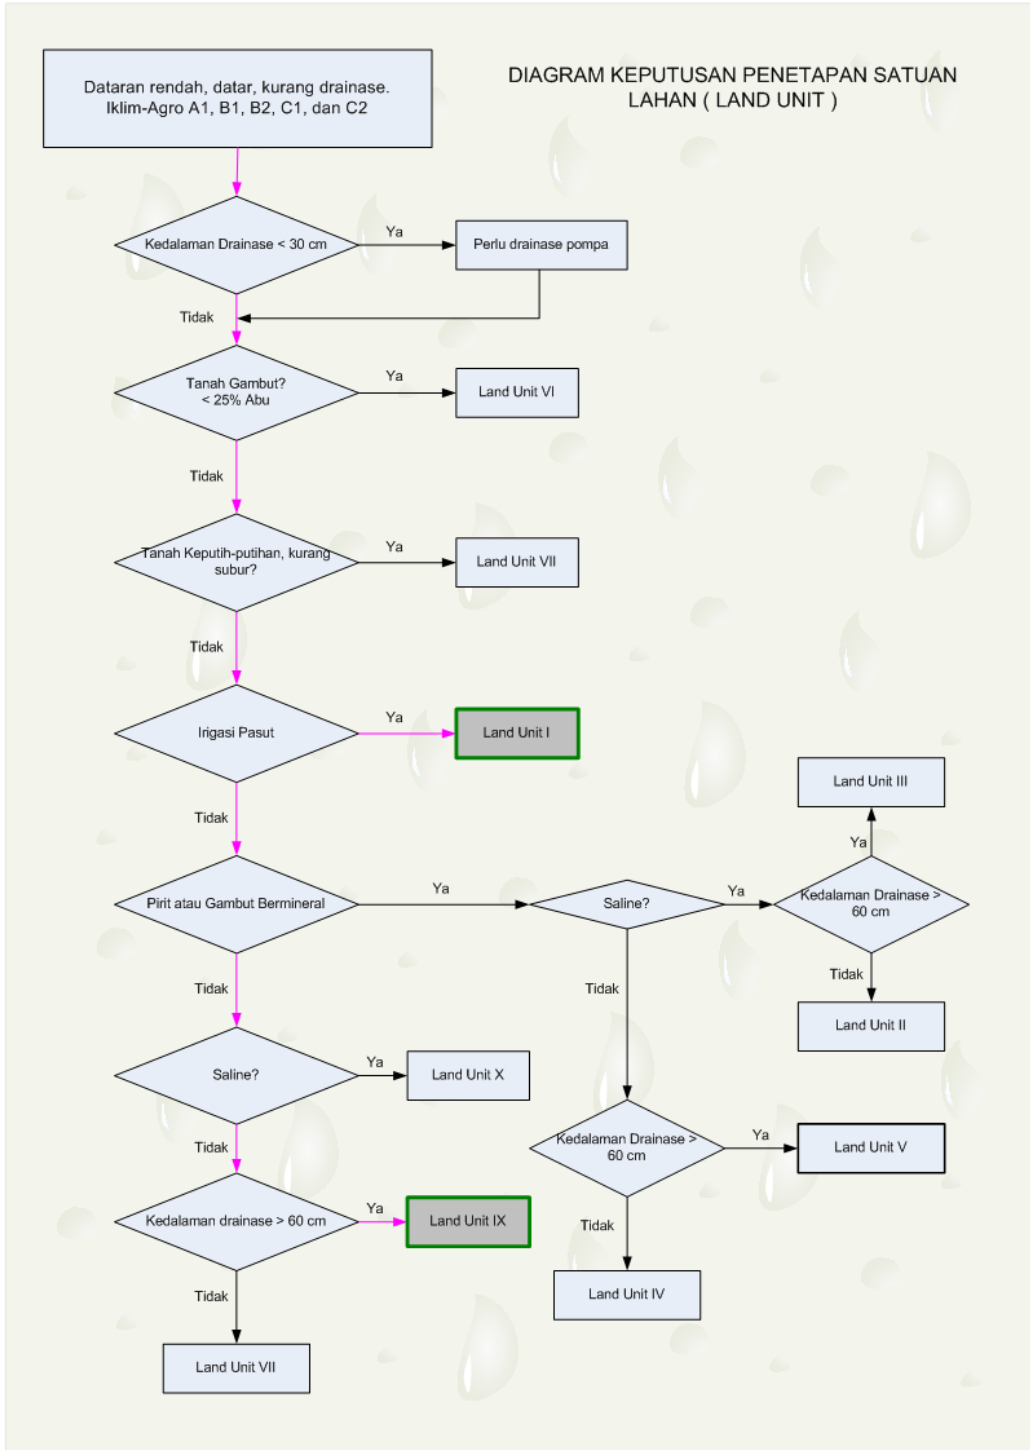 DIAGRAM KEPUTUSAN PENETAPAN SATUAN
LAHAN ( LAND UNIT )
Dataran rendah, datar, kurang drainase.
Iklim-Agro A1, B1, B2, C1, dan C2
Kedalaman Drainase < 30 cm
Ya
Perlu drainase pompa
Tidak
Tanah Gambut?
< 25% Abu
Ya
Land Unit VI
Tidak
Tanah Keputih-putihan, kurang
subur?
Ya
Land Unit VII
Tidak
Irigasi Pasut
Ya
Land Unit I
Tidak
Pirit atau Gambut Bermineral
Ya
Saline?
Ya
Kedalaman Drainase >
60 cm
Ya
Land Unit III
Tidak
Land Unit II
Tidak
Kedalaman Drainase >
60 cm
Ya
Land Unit V
Tidak
Land Unit IV
Tidak
Saline?
Ya
Land Unit X
Tidak
Kedalaman drainase > 60 cm
Ya
Land Unit IX
Tidak
Land Unit VII